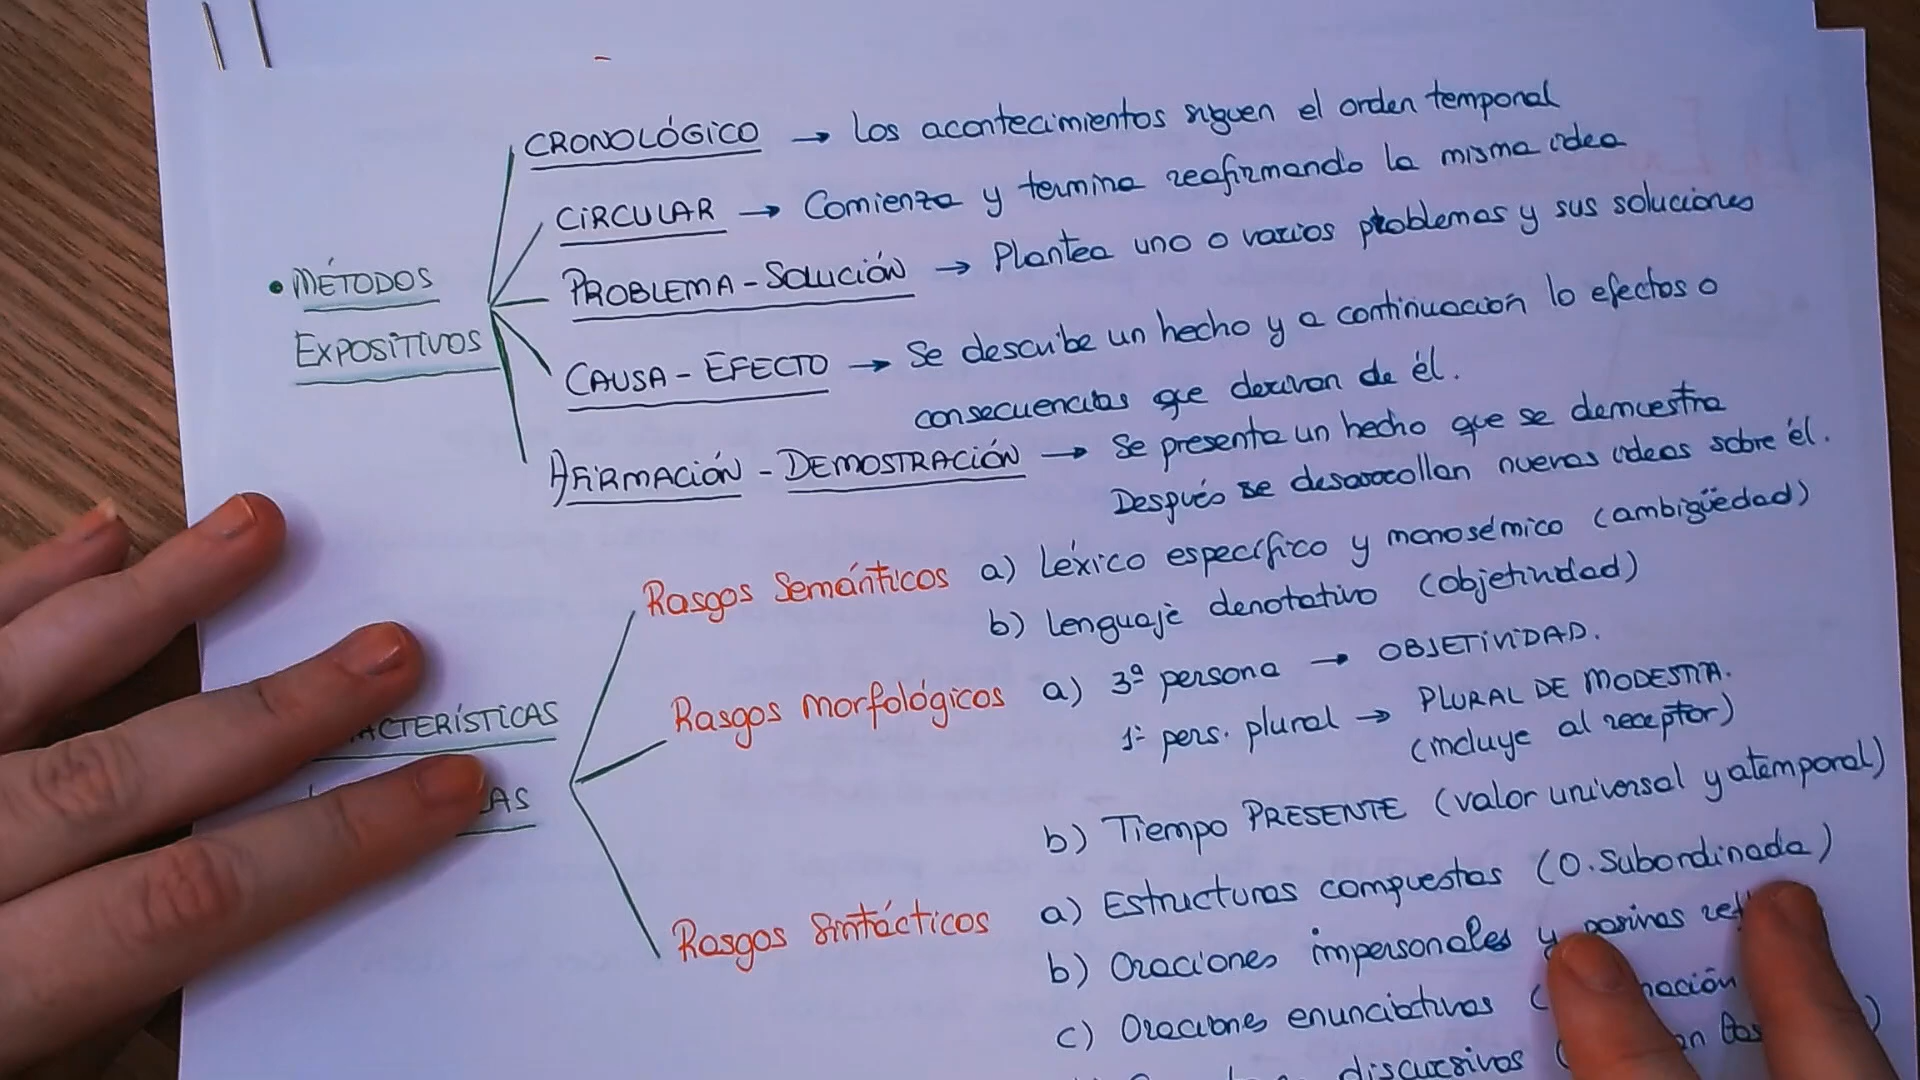 CRONOLÓGICO → Los acontecimientos siguen el orden temporal
CIRCULAR → Comienza y termina reafirmando la misma idea
• MÉTODOS
EXPOSITIVOS
PROBLEMA - SOLUCIÓN → Plantea uno o varios problemas y sus soluciones
CAUSA - EFECTO → Se describe un hecho y a continuación lo efectos o
consecuencias que derivan de él.
AFIRMACIÓN - DEMOSTRACIÓN → Se presenta un hecho que se demuestra
Después se desarrollan nuevas ideas sobre él.
Rasgos Semánticos a) Léxico específico y monosémico (ambigüedad)
b) Lenguaje denotativo (objetividad)
ACTERÍSTICAS
AS
Rasgos morfológicos a) 3ª persona → OBJETIVIDAD.
1ª pers. plural → PLURAL DE MODESTIA.
(incluye al receptor)
b) Tiempo PRESENTE (valor universal y atemporal)
Rasgos Sintácticos a) Estructuras compuestas (O. Subordinada)
b) Oraciones impersonales y pasivas
c) Oraciones enunciativas (
discursivos